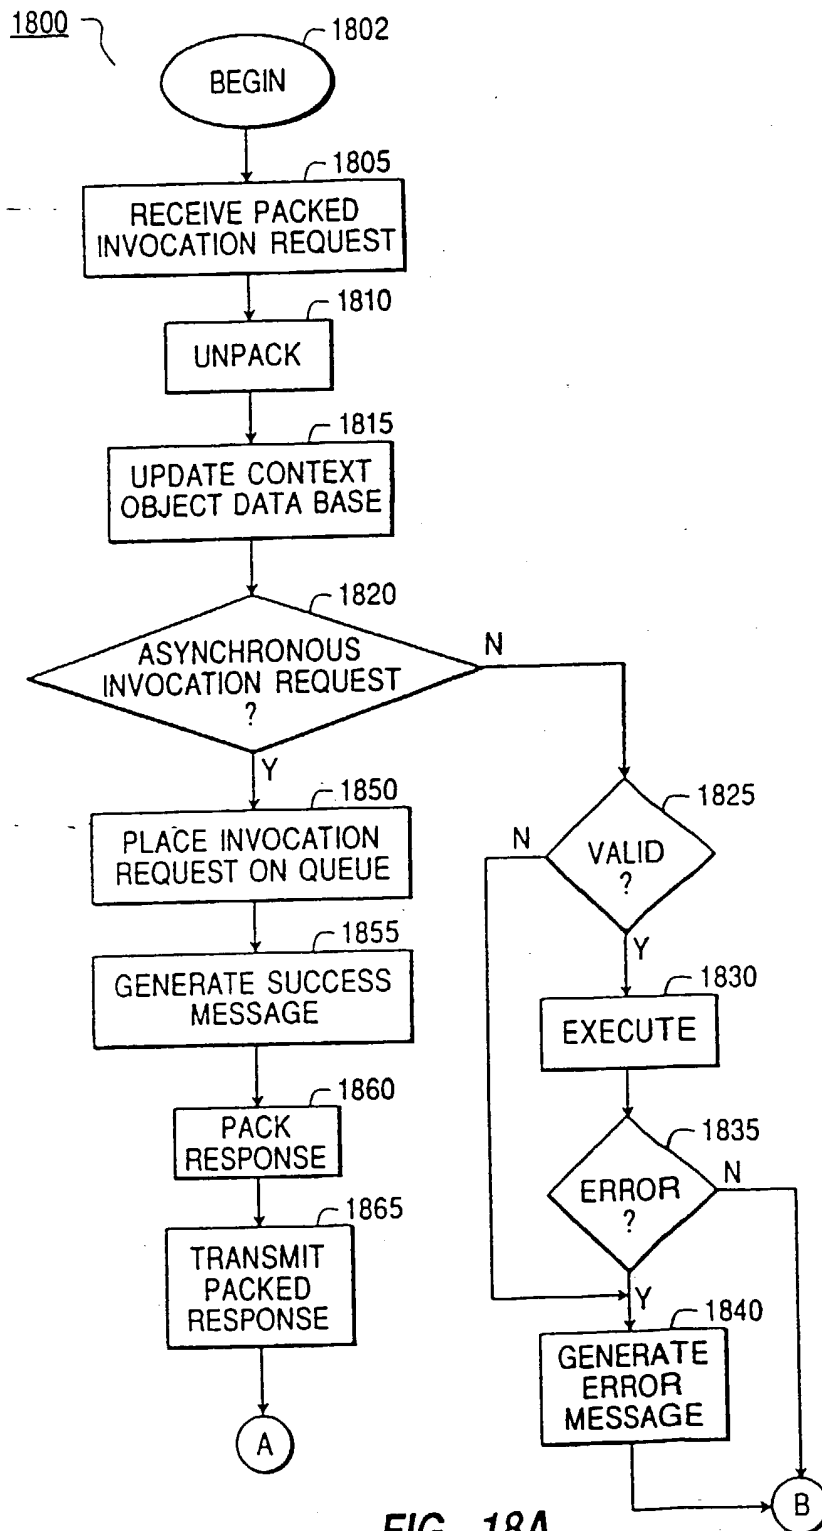 1800
1802
BEGIN
1805
RECEIVE PACKED
INVOCATION REQUEST
1810
UNPACK
1815
UPDATE CONTEXT
OBJECT DATA BASE
1820
ASYNCHRONOUS
INVOCATION REQUEST
?
N
Y
1850
PLACE INVOCATION
REQUEST ON QUEUE
1855
GENERATE SUCCESS
MESSAGE
1860
PACK
RESPONSE
1865
TRANSMIT
PACKED
RESPONSE
A
1825
VALID
?
N
Y
1830
EXECUTE
1835
ERROR
?
N
Y
1840
GENERATE
ERROR
MESSAGE
B
FIG. 18A